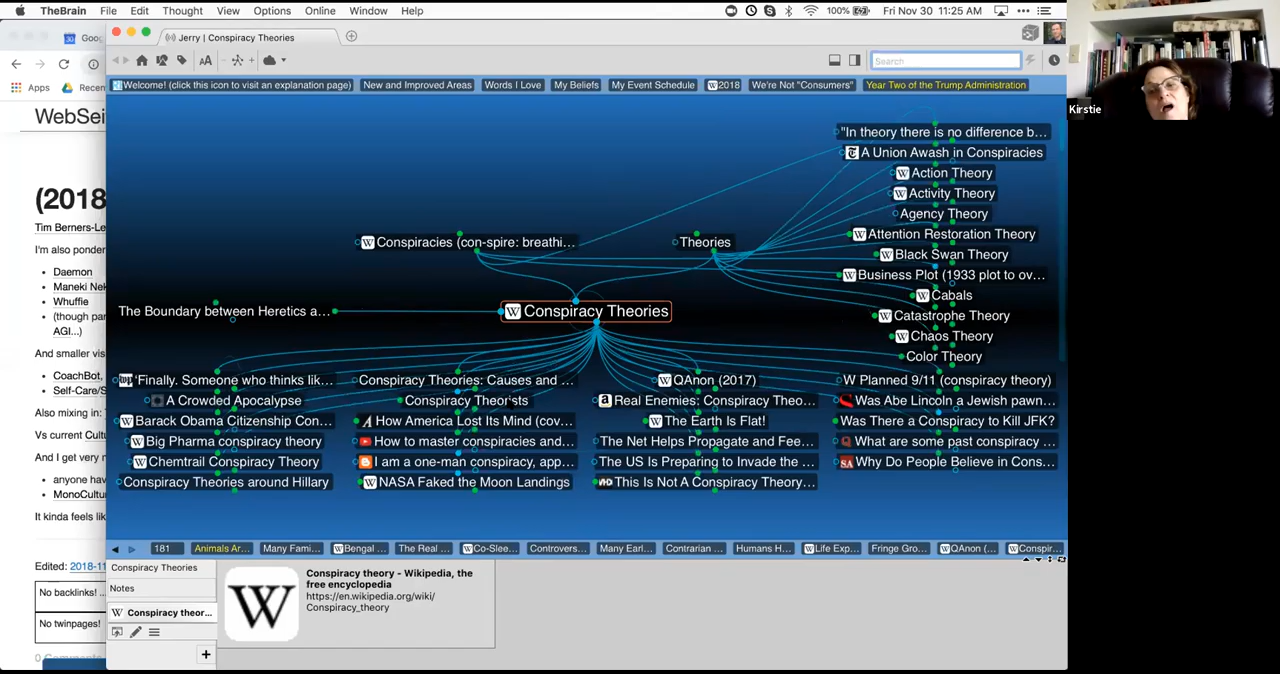 TheBrain File Edit Thought View Options Online Window Help 100% Fri Nov 30 11:25 AM
Goo
Jerry | Conspiracy Theories
Apps Recen
AA Search
Welcome! (click this icon to visit an explanation page) New and Improved Areas Words I Love My Beliefs My Event Schedule 2018 We're Not "Consumers" Year Two of the Trump Administration
Kirstie
WebSei
(2018
Tim Berners-Le
I'm also ponder
Daemon
Maneki Nek
Whuffie
(though par
AGI...)
And smaller vis
CoachBot,
Self-Care/S
Also mixing in:
Vs current Cultu
And I get very r
anyone hav
MonoCultur
It kinda feels lik
Edited: 2018-11
No backlinks! ..
No twinpages!
"In theory there is no difference b...
A Union Awash in Conspiracies
Action Theory
Activity Theory
Agency Theory
Attention Restoration Theory
Black Swan Theory
Business Plot (1933 plot to ov...
Cabals
Catastrophe Theory
Chaos Theory
Color Theory
Conspiracies (con-spire: breathi...
Theories
The Boundary between Heretics a...
Conspiracy Theories
'Finally. Someone who thinks lik...
A Crowded Apocalypse
Barack Obama Citizenship Con...
Big Pharma conspiracy theory
Chemtrail Conspiracy Theory
Conspiracy Theories around Hillary
Conspiracy Theories: Causes and ...
Conspiracy Theorists
How America Lost Its Mind (cov...
How to master conspiracies and...
I am a one-man conspiracy, app...
NASA Faked the Moon Landings
QAnon (2017)
Real Enemies: Conspiracy Theo...
The Earth Is Flat!
The Net Helps Propagate and Fee...
The US Is Preparing to Invade the ...
This Is Not A Conspiracy Theory...
W Planned 9/11 (conspiracy theory)
Was Abe Lincoln a Jewish pawn...
Was There a Conspiracy to Kill JFK?
What are some past conspiracy ...
Why Do People Believe in Cons...
181 Animals Ar... Many Fami... Bengal ... The Real ... Co-Slee... Controvers... Many Earl... Contrarian ... Humans H... Life Exp... Fringe Gro... QAnon (... Conspir...
Conspiracy Theories
Notes
Conspiracy theor...
W
Conspiracy theory - Wikipedia, the
free encyclopedia
https://en.wikipedia.org/wiki/
Conspiracy_theory